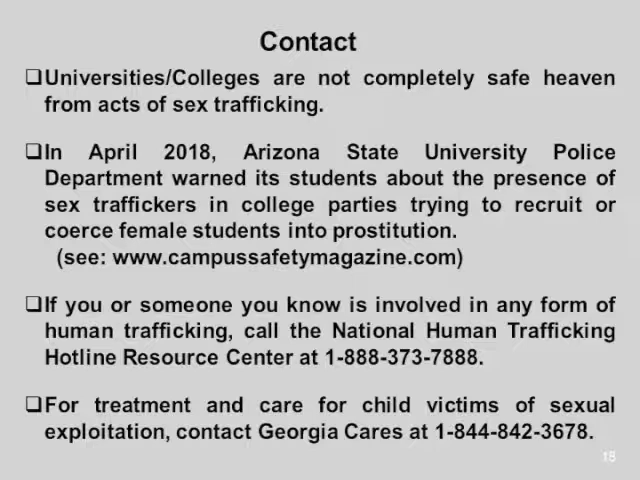 Contact
❑Universities/Colleges are not completely safe heaven
from acts of sex trafficking.
❑In April 2018, Arizona State University Police
Department warned its students about the presence of
sex traffickers in college parties trying to recruit or
coerce female students into prostitution.
(see: www.campussafetymagazine.com)
❑If you or someone you know is involved in any form of
human trafficking, call the National Human Trafficking
Hotline Resource Center at 1-888-373-7888.
❑For treatment and care for child victims of sexual
exploitation, contact Georgia Cares at 1-844-842-3678.
18